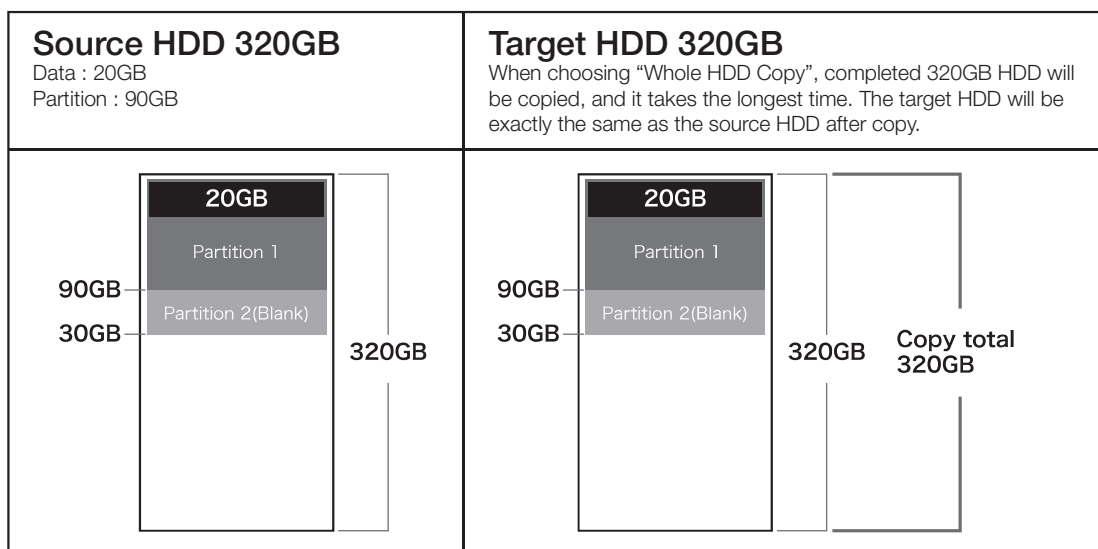 Source HDD 320GB
Data : 20GB
Partition : 90GB
Target HDD 320GB
When choosing “Whole HDD Copy”, completed 320GB HDD will
be copied, and it takes the longest time. The target HDD will be
exactly the same as the source HDD after copy.
20GB
Partition 1
90GB
Partition 2(Blank)
30GB
320GB
20GB
Partition 1
90GB
Partition 2(Blank)
30GB
320GB
Copy total
320GB